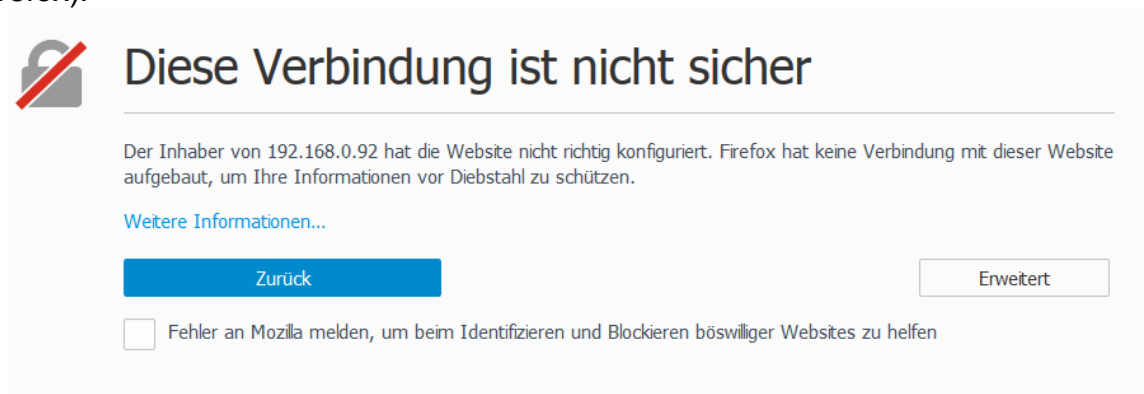 Diese Verbindung ist nicht sicher
Der Inhaber von 192.168.0.92 hat die Website nicht richtig konfiguriert. Firefox hat keine Verbindung mit dieser Website
aufgebaut, um Ihre Informationen vor Diebstahl zu schützen.
Weitere Informationen...
Zurück
Erweitert
Fehler an Mozilla melden, um beim Identifizieren und Blockieren böswilliger Websites zu helfen